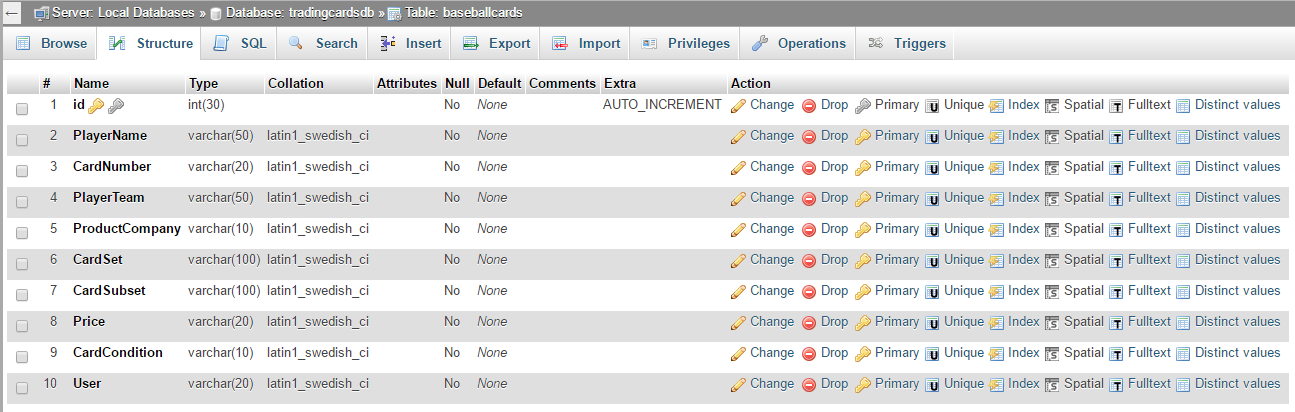 Server: Local Databases » Database: tradingcardsdb » Table: baseballcards
Browse Structure SQL Search Insert Export Import Privileges Operations Triggers
# Name Type Collation Attributes Null Default Comments Extra Action
1 id int(30) No None AUTO_INCREMENT Change Drop Primary Unique Index Spatial Fulltext Distinct values
2 PlayerName varchar(50) latin1_swedish_ci No None Change Drop Primary Unique Index Spatial Fulltext Distinct values
3 CardNumber varchar(20) latin1_swedish_ci No None Change Drop Primary Unique Index Spatial Fulltext Distinct values
4 PlayerTeam varchar(50) latin1_swedish_ci No None Change Drop Primary Unique Index Spatial Fulltext Distinct values
5 ProductCompany varchar(10) latin1_swedish_ci No None Change Drop Primary Unique Index Spatial Fulltext Distinct values
6 CardSet varchar(100) latin1_swedish_ci No None Change Drop Primary Unique Index Spatial Fulltext Distinct values
7 CardSubset varchar(100) latin1_swedish_ci No None Change Drop Primary Unique Index Spatial Fulltext Distinct values
8 Price varchar(20) latin1_swedish_ci No None Change Drop Primary Unique Index Spatial Fulltext Distinct values
9 CardCondition varchar(10) latin1_swedish_ci No None Change Drop Primary Unique Index Spatial Fulltext Distinct values
10 User varchar(20) latin1_swedish_ci No None Change Drop Primary Unique Index Spatial Fulltext Distinct values